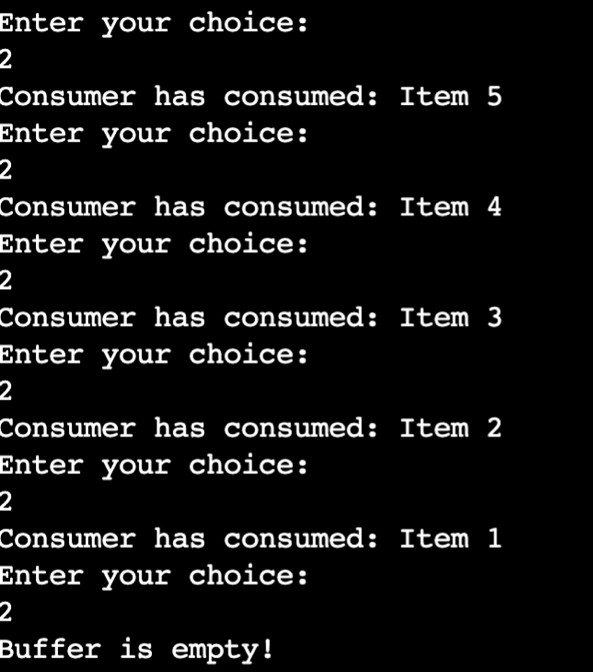 Enter your choice:
2
Consumer has consumed: Item 5
Enter your choice:
2
Consumer has consumed: Item 4
Enter your choice:
2
Consumer has consumed: Item 3
Enter your choice:
2
Consumer has consumed: Item 2
Enter your choice:
2
Consumer has consumed: Item 1
Enter your choice:
2
Buffer is empty!